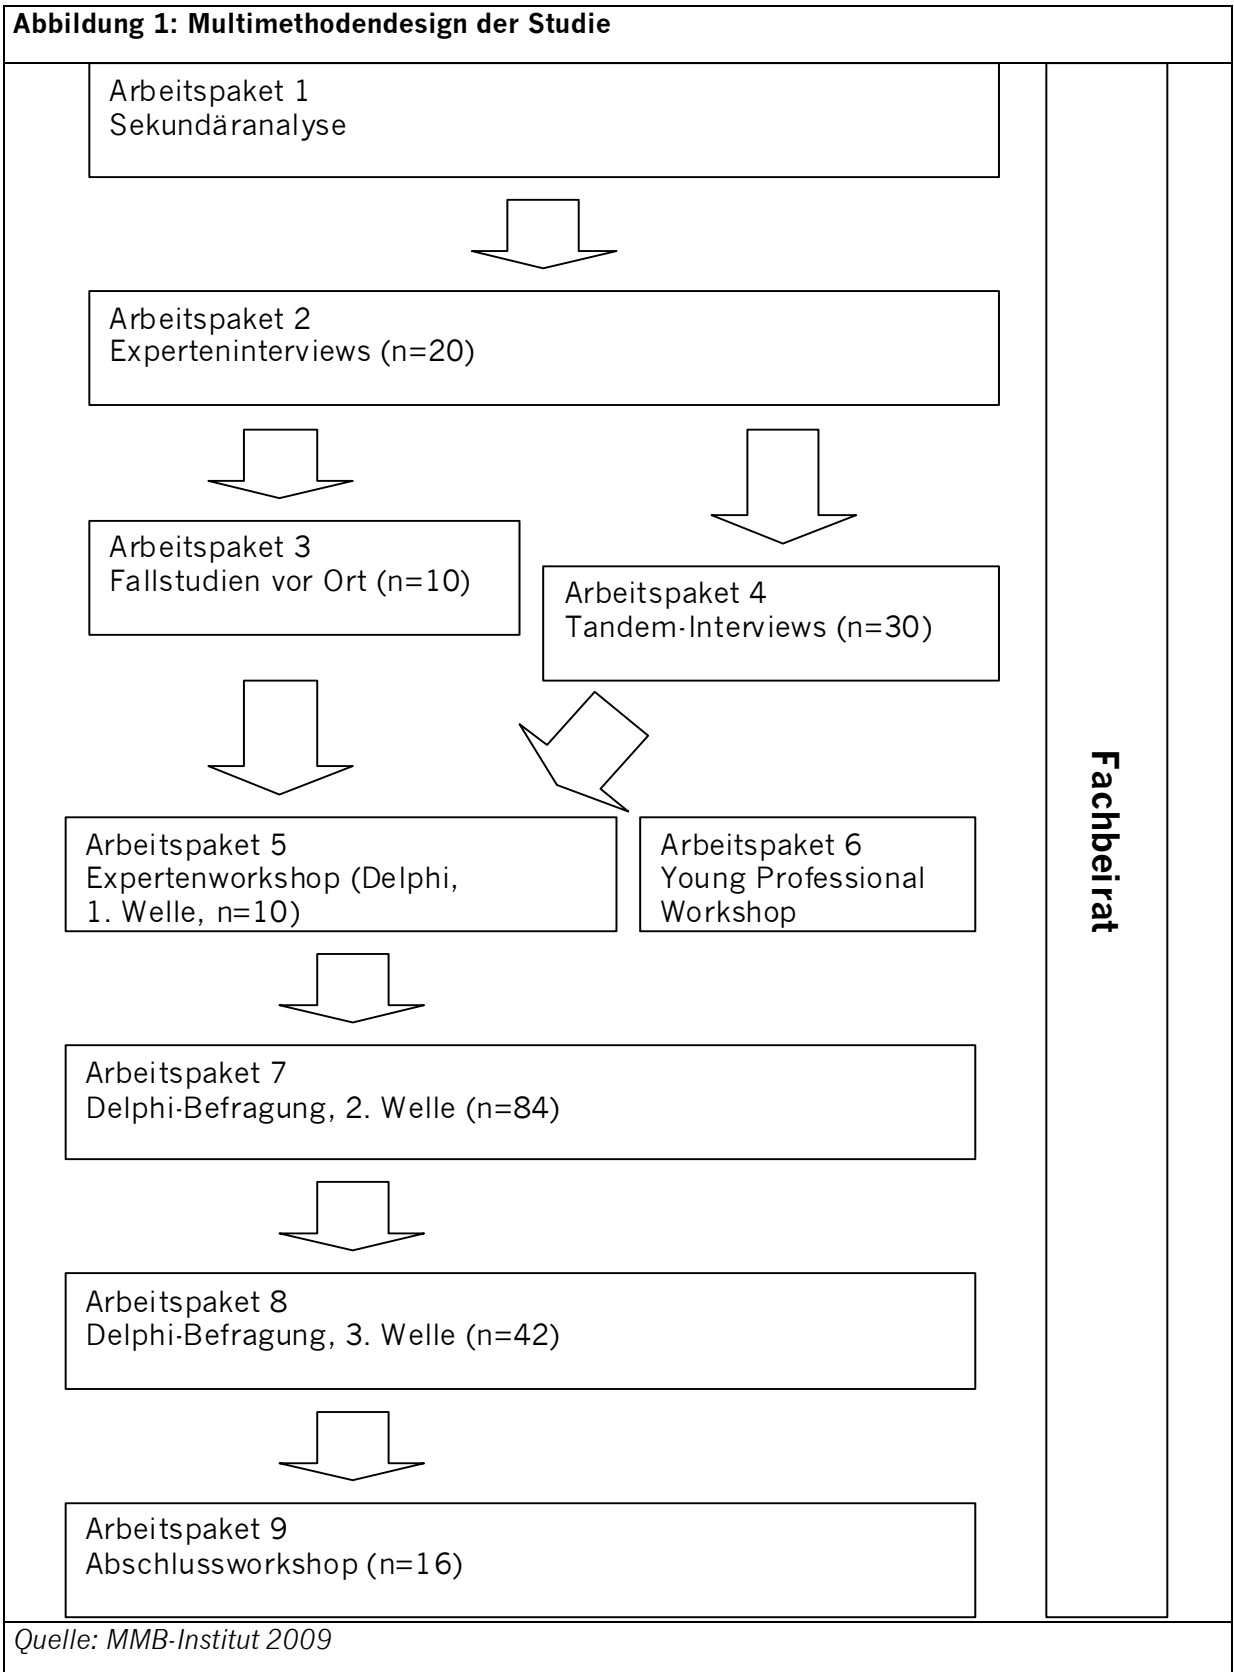 Abbildung 1: Multimethodendesign der Studie
Arbeitspaket 1
Sekundäranalyse
Arbeitspaket 2
Experteninterviews (n=20)
Arbeitspaket 3
Fallstudien vor Ort (n=10)
Arbeitspaket 4
Tandem-Interviews (n=30)
Arbeitspaket 5
Expertenworkshop (Delphi,
1. Welle, n=10)
Arbeitspaket 6
Young Professional
Workshop
Arbeitspaket 7
Delphi-Befragung, 2. Welle (n=84)
Arbeitspaket 8
Delphi-Befragung, 3. Welle (n=42)
Arbeitspaket 9
Abschlussworkshop (n=16)
Fachbeirat
Quelle: MMB-Institut 2009